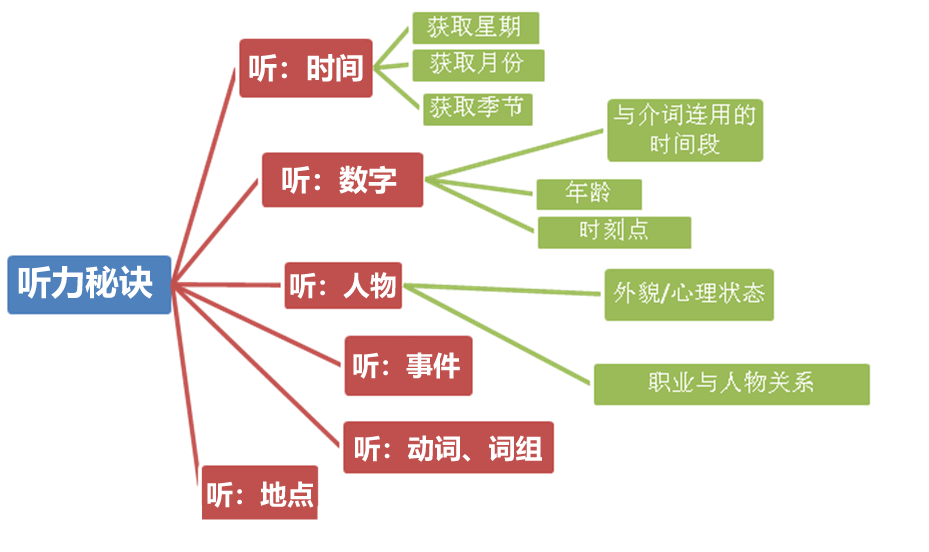 听力秘诀
听：时间
获取星期
获取月份
获取季节
听：数字
与介词连用的
时间段
年龄
时刻点
听：人物
外貌/心理状态
职业与人物关系
听：事件
听：动词、词组
听：地点